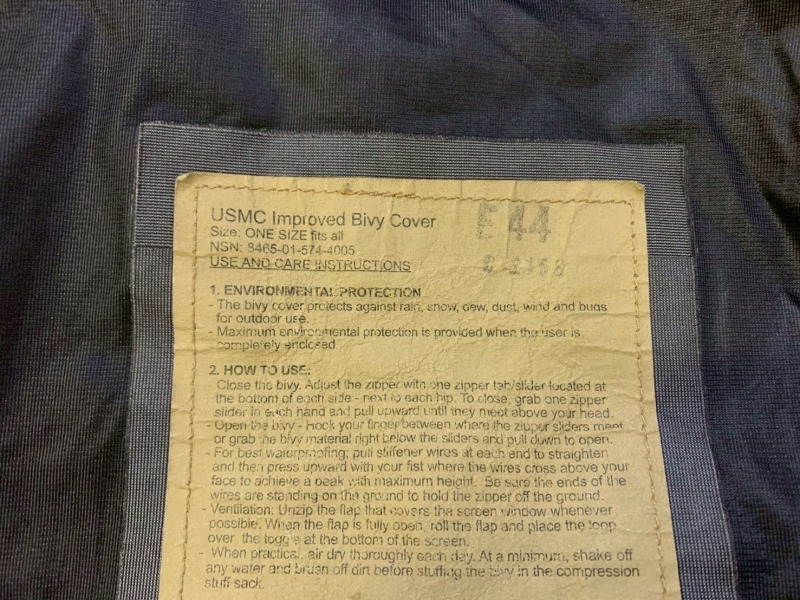 USMC Improved Bivy Cover
E 44
Size: ONE SIZE fits all
NSN: 8465-01-574-4005
USE AND CARE INSTRUCTIONS
1. ENVIRONMENTAL PROTECTION
- The bivy cover protects against rain, snow, dew, dust, wind and bugs
for outdoor use.
- Maximum environmental protection is provided when the user is
completely enclosed
2. HOW TO USE:
Close the bivy. Adjust the zipper with one zipper tab/slider located at
the bottom of each side - next to each hip. To close, grab one zipper
slider in each hand and pull upward until they meet above your head.
- Open the bivy - Hook your finger between where the zipper sliders meet
or grab the bivy material right below the sliders and pull down to open.
- For best waterproofing; pull stiffener wires at each end to straighten
and then press upward with your fist where the wires cross above your
face to achieve a peak with maximum height. Be sure the ends of the
wires are standing on the ground to hold the zipper off the ground.
- Ventilation: Unzip the flap that covers the screen window whenever
possible. When the flap is fully open, roll the flap and place the loop
over the toggle at the bottom of the screen.
- When practical, air dry thoroughly each day. At a minimum, shake off
any water and brush off dirt before stuffing the bivy in the compression
stuff sack.